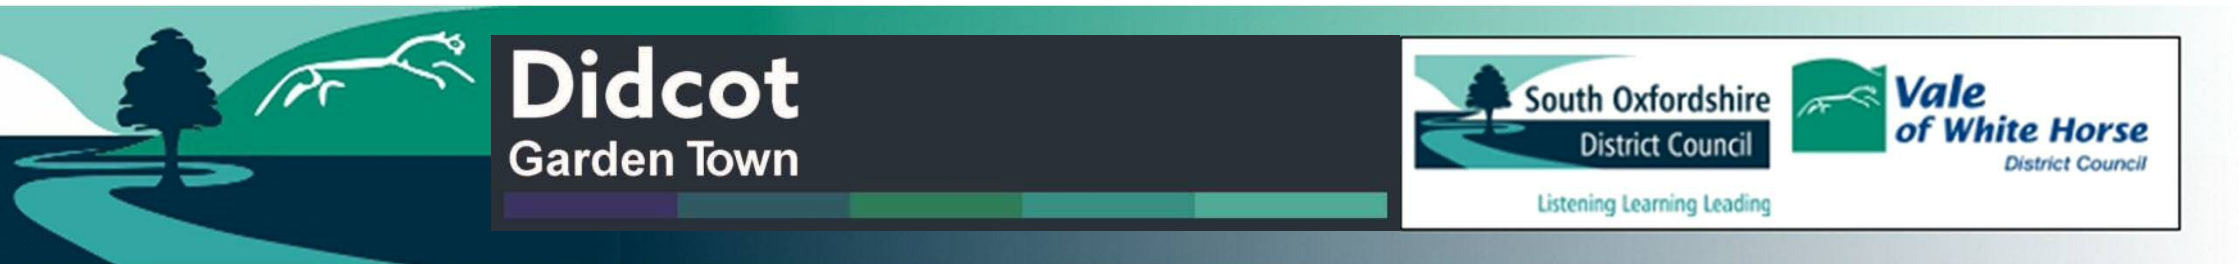 Didcot
Garden Town
South Oxfordshire
District Council
Listening Learning Leading
Vale
of White Horse
District Council